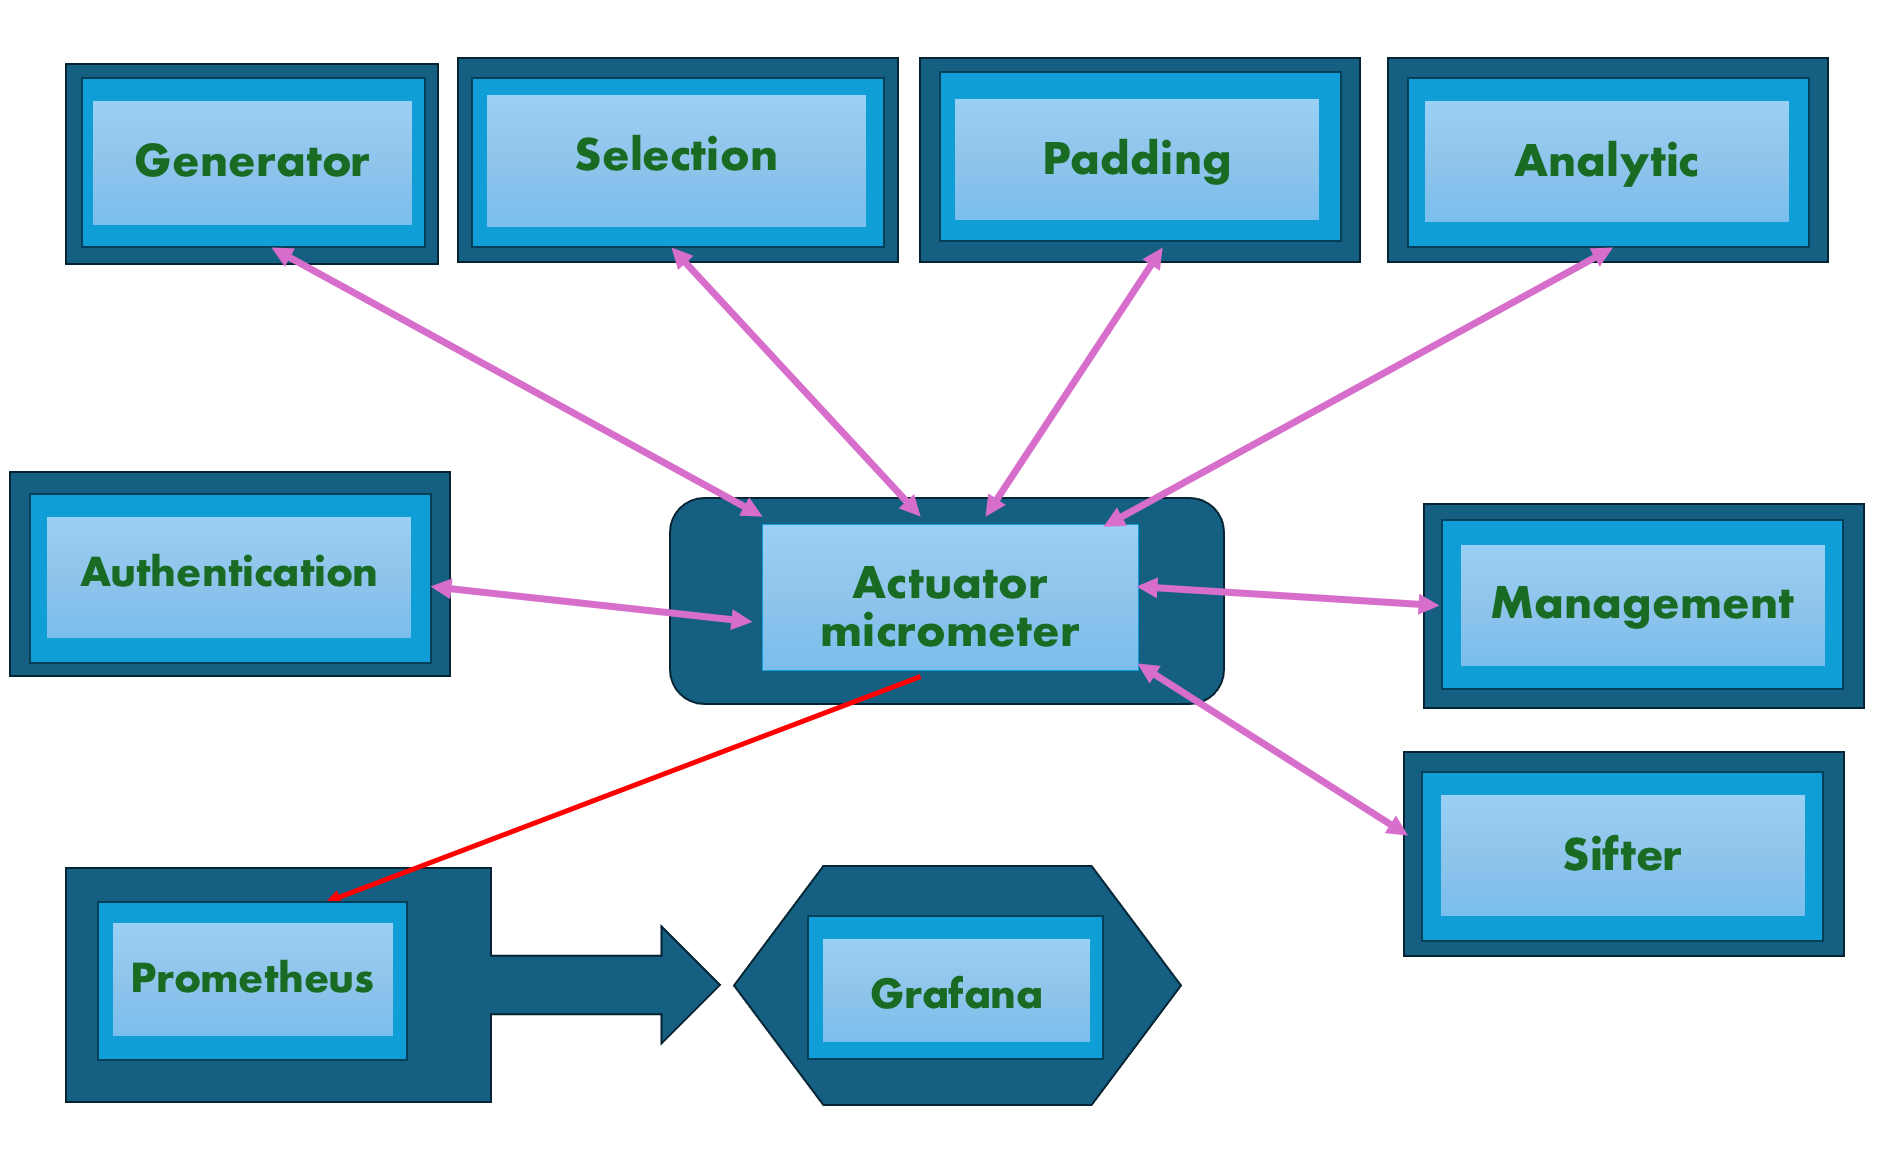 Generator
Selection
Padding
Analytic
Authentication
Actuator
micrometer
Management
Sifter
Prometheus
Grafana